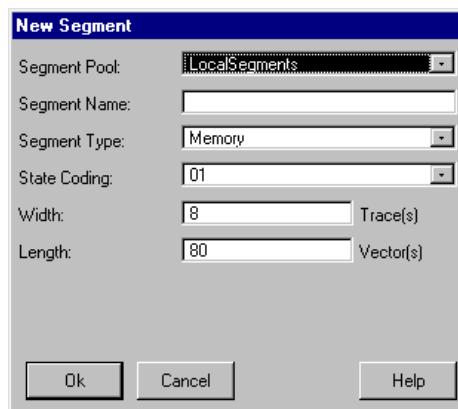 New Segment
Segment Pool: LocalSegments
Segment Name:
Segment Type: Memory
State Coding: 01
Width: 8 Trace(s)
Length: 80 Vector(s)
Ok Cancel Help